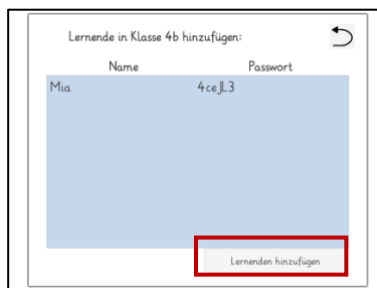 Lernende in Klasse 4b hinzufügen:
Name Passwort
Mia 4ceJL3
Lernenden hinzufügen